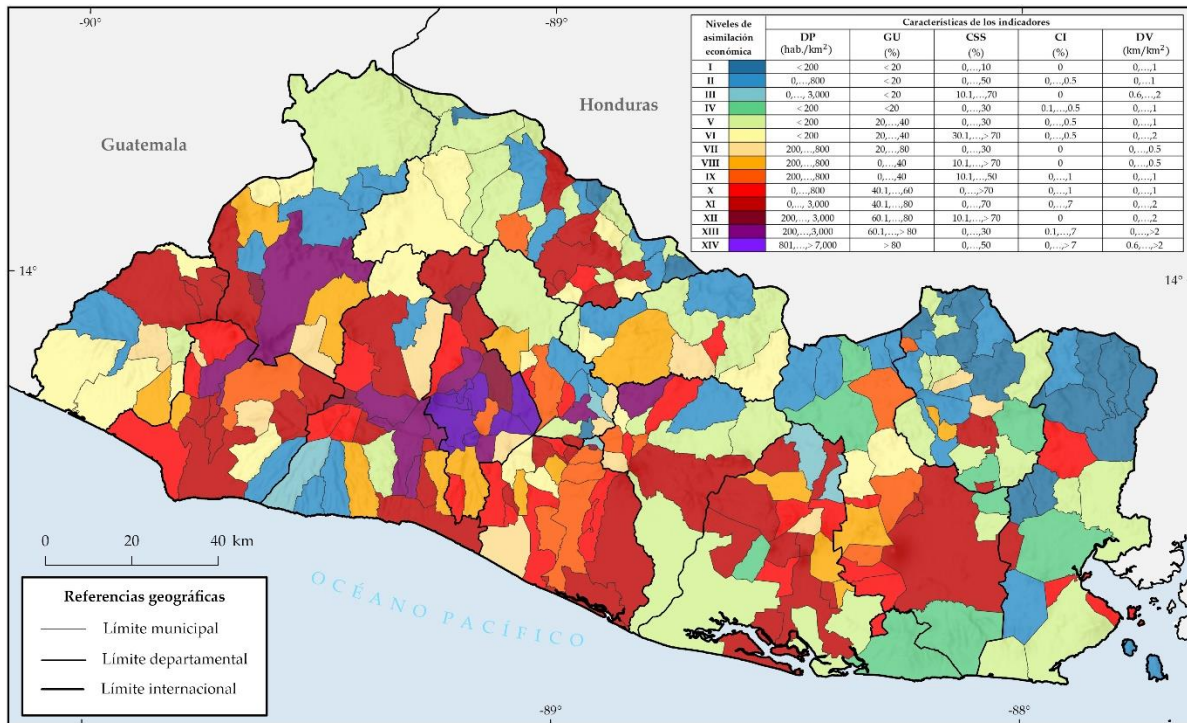 -90°
-89°
Niveles de asimilación económica
Características de los indicadores
DP (hab./km²) GU (%) CSS (%) CI (%) DV (km/km²)
I < 200 < 20 0,…,10 0 0,…,1
II 0,…,800 < 20 0,…,50 0,…,0.5 0,…1
III 0,…, 3,000 < 20 10.1,…,70 0 0.6,…,2
IV < 200 <20 0,…,30 0.1,…,0.5 0,…,1
V < 200 20,…,40 0,…,30 0,…,0.5 0,…,1
VI < 200 20,…,40 30.1,…,> 70 0,…,0.5 0,…,2
VII 200,…,800 20,…,80 0,…,30 0 0,…,0.5
VIII 200,…,800 0,…,40 10.1,…,> 70 0 0,…,0.5
IX 200,…,800 0,…,40 10.1,…,50 0,…,1 0,…,1
X 0,…,800 40.1,…,60 0,…,>70 0,…,1 0,…,1
XI 0,…, 3,000 40.1,…,80 0,…,70 0,…,7 0,…,2
XII 200,…, 3,000 60.1,…,80 10.1,…,> 70 0 0,…,2
XIII 200,…,3,000 60.1,…,> 80 0,…,30 0.1,…,7 0,…,>2
XIV 801,…,> 7,000 > 80 0,…,50 0,…,> 7 0.6,…,>2
Honduras
Guatemala
14°
14°
0 20 40 km
Referencias geográficas
Límite municipal
Límite departamental
Límite internacional
OCÉANO PACÍFICO
-89°
-88°